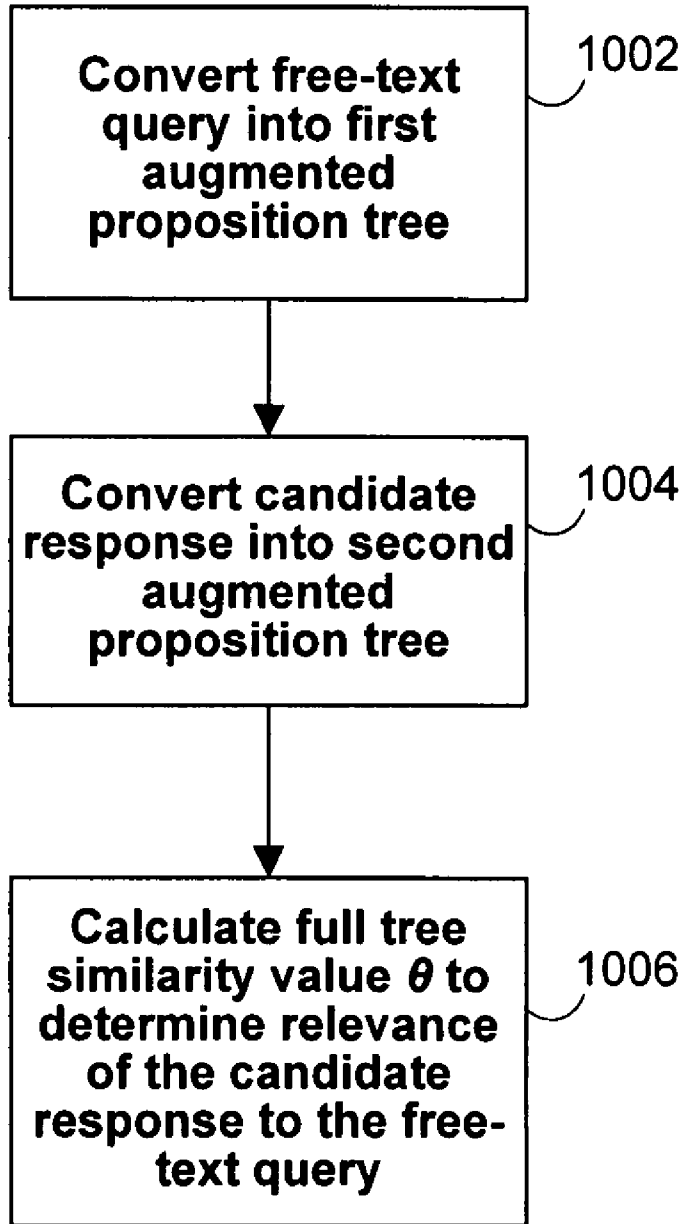 Convert free-text
query into first
augmented
proposition tree
1002
Convert candidate
response into second
augmented
proposition tree
1004
Calculate full tree
similarity value θ to
determine relevance
of the candidate
response to the free-
text query
1006